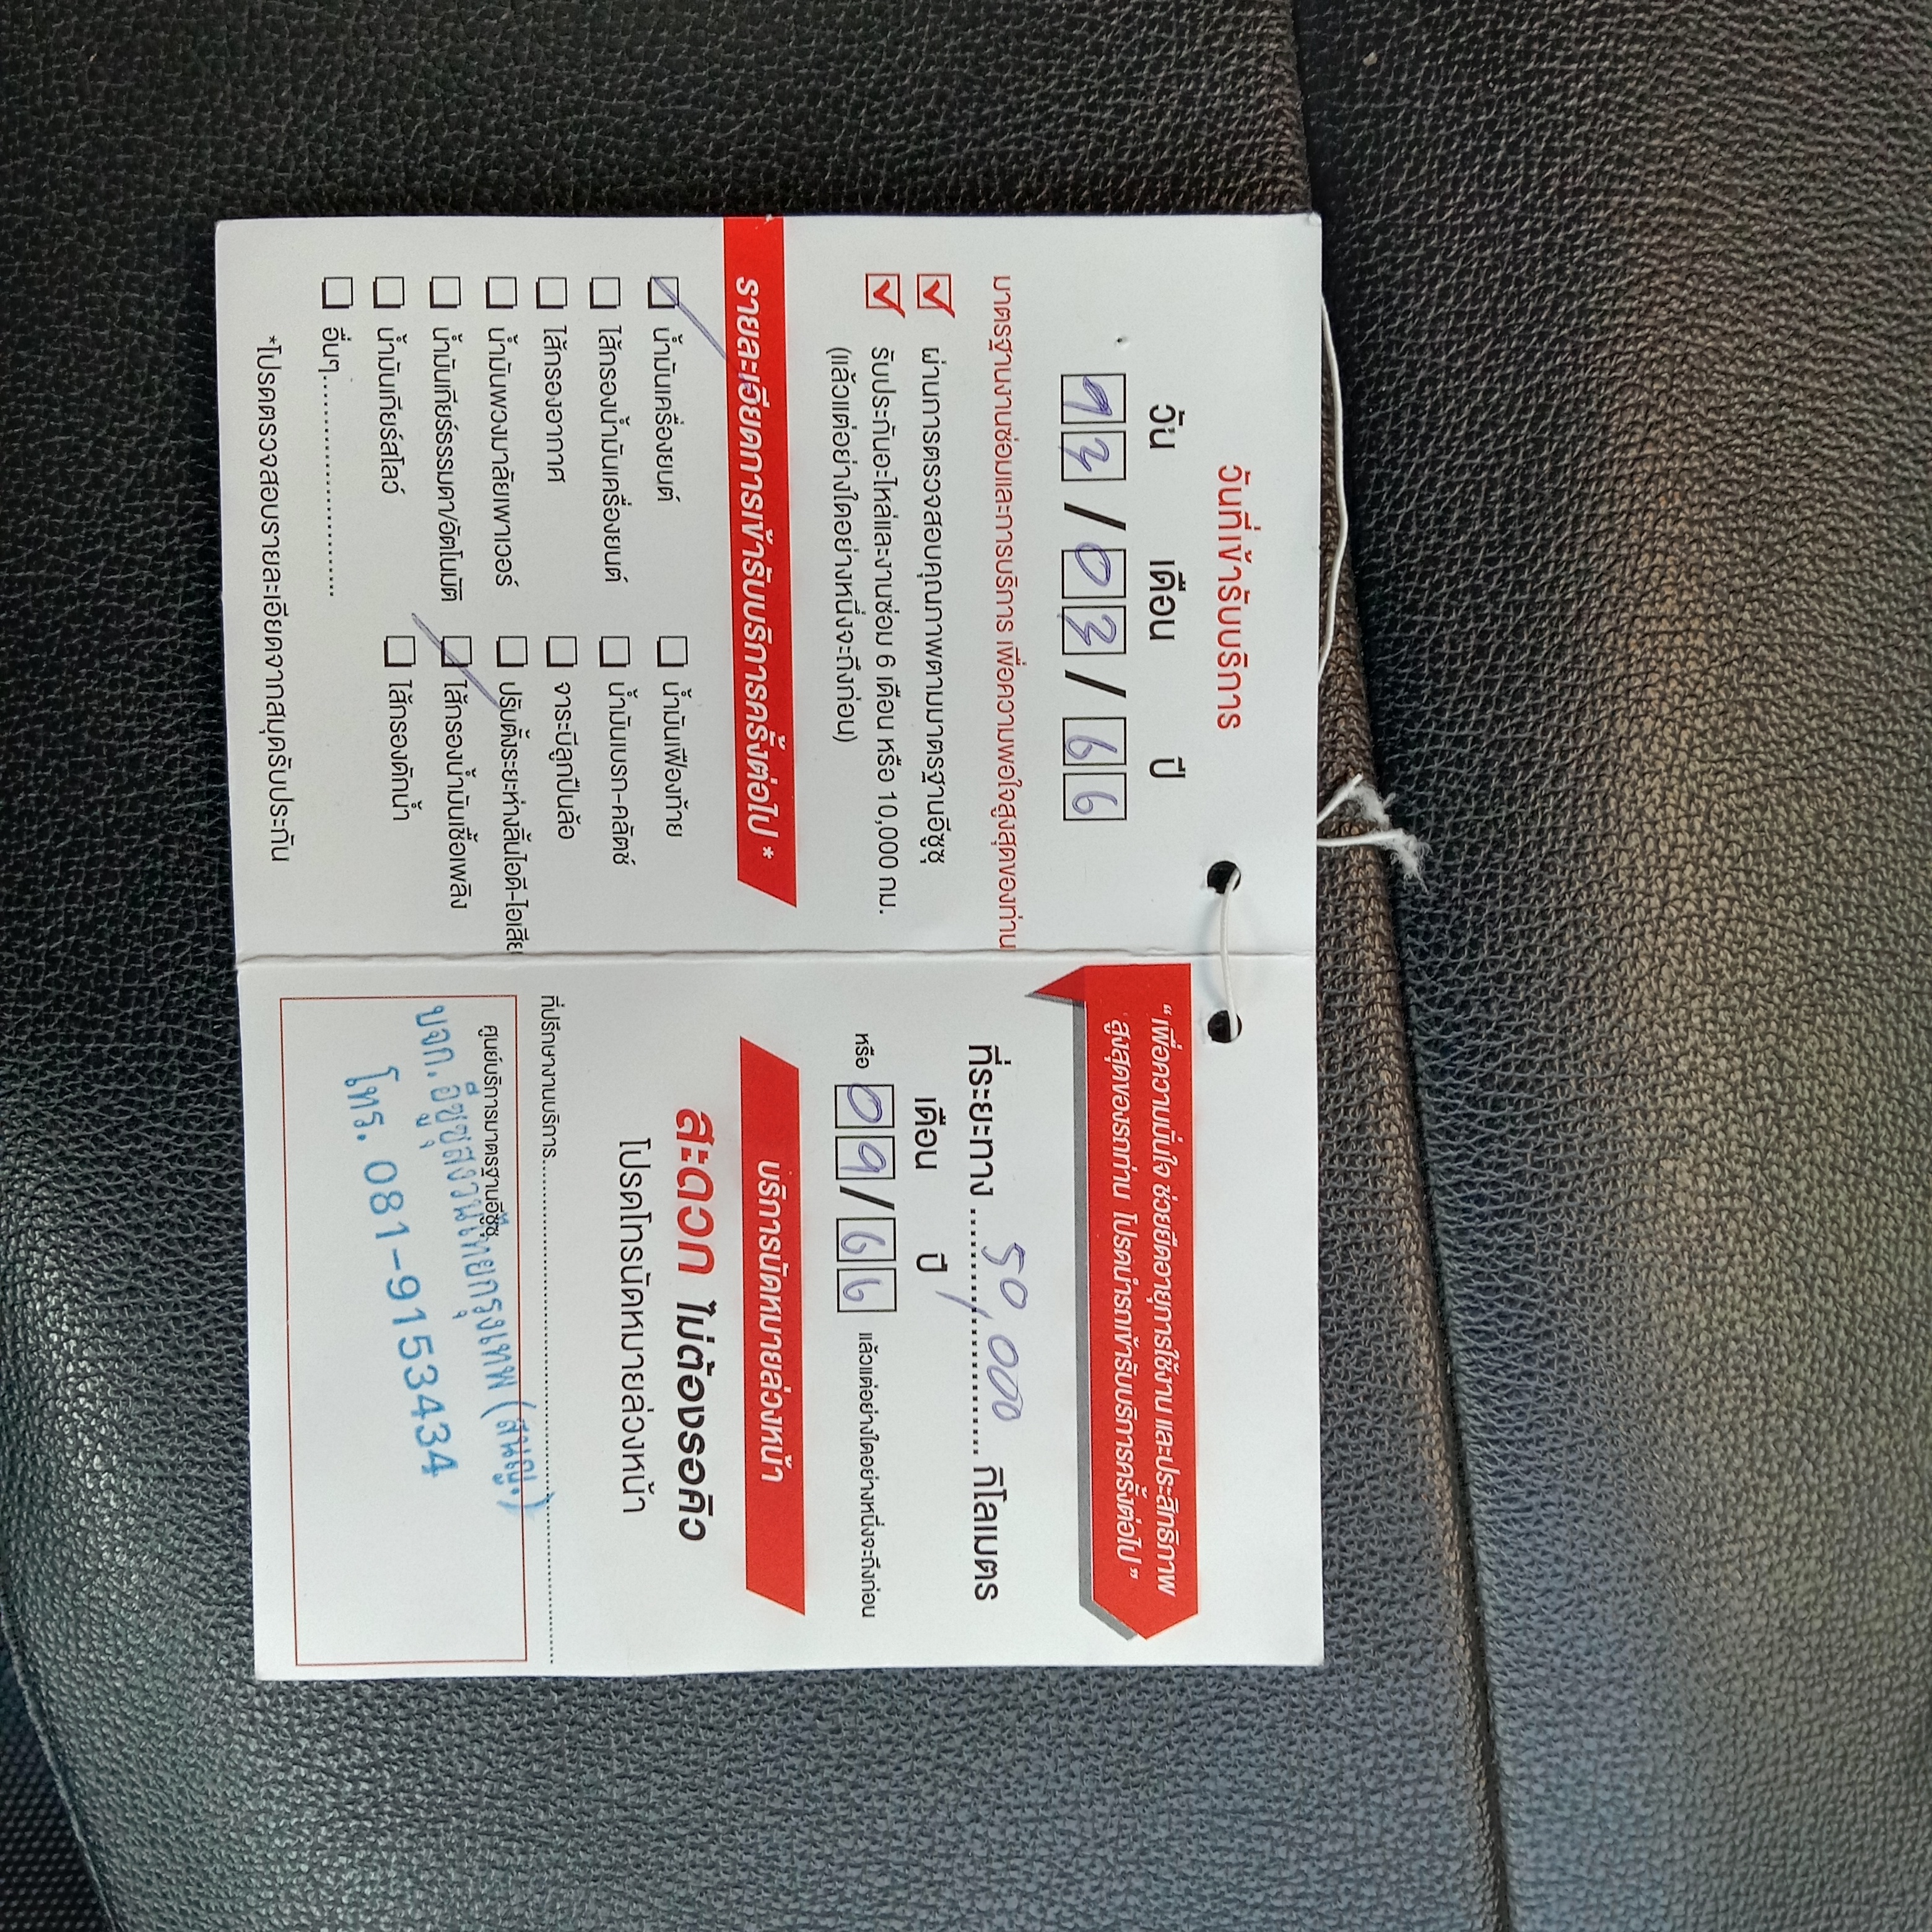 วันที่เข้ารับบริการ
วัน เดือน ปี
13/03/66
มาตรฐานงานซ่อมและการบริการ เพื่อความพอใจสูงสุดของท่าน
ผ่านการตรวจสอบคุณภาพตามมาตรฐานอีซูซุ
รับประกันอะไหล่และงานซ่อม 6 เดือน หรือ 10,000 กม.
(แล้วแต่อย่างใดอย่างหนึ่งจะถึงก่อน)
รายละเอียดการเข้ารับบริการครั้งต่อไป *
น้ำมันเครื่องยนต์ น้ำมันเฟืองท้าย
ไส้กรองน้ำมันเครื่องยนต์ น้ำมันเบรก-คลิตช์
ไส้กรองอากาศ จาระบีลูกปืนล้อ
น้ำมันพวงมาลัยเพาเวอร์ ปรับตั้งระยะห่างลิ้นไอดี-ไอเสีย
น้ำมันเกียร์ธรรมดา/อัตโนมัติ ไส้กรองน้ำมันเชื้อเพลิง
น้ำมันเกียร์สโลว์ ไส้กรองดักน้ำ
อื่นๆ..............................
*โปรดตรวจสอบรายละเอียดจากสมุดรับประกัน
“เพื่อความมั่นใจ ช่วยยืดอายุการใช้งาน และประสิทธิภาพ
สูงสุดของรถท่าน โปรดนำรถเข้ารับบริการครั้งต่อไป”
ที่ระยะทาง 50,000 กิโลเมตร
เดือน ปี
หรือ 09/66 แล้วแต่อย่างใดอย่างหนึ่งจะถึงก่อน
บริการนัดหมายล่วงหน้า
สะดวก ไม่ต้องรอคิว
โปรดโทรนัดหมายล่วงหน้า
ที่ปรึกษางานบริการ..............................
ศูนย์บริการมาตรฐานอีซูซุ
บจก.อีซูซุสงวนไทยกรุงเทพ (สนญ.)
โทร. 081-9153434